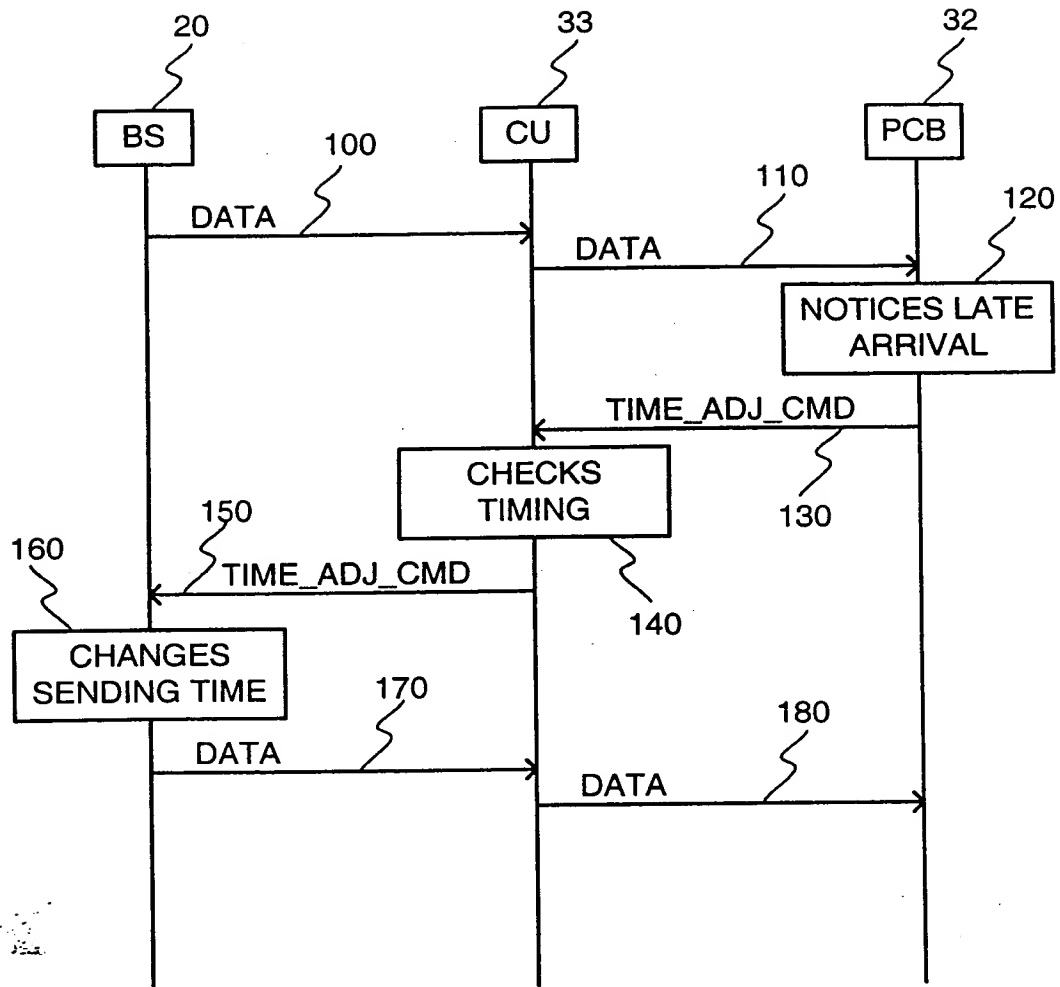 20
33
32
BS
CU
PCB
100
DATA
110
DATA
120
NOTICES LATE
ARRIVAL
TIME_ADJ_CMD
130
CHECKS
TIMING
140
150
TIME_ADJ_CMD
160
CHANGES
SENDING TIME
170
DATA
180
DATA